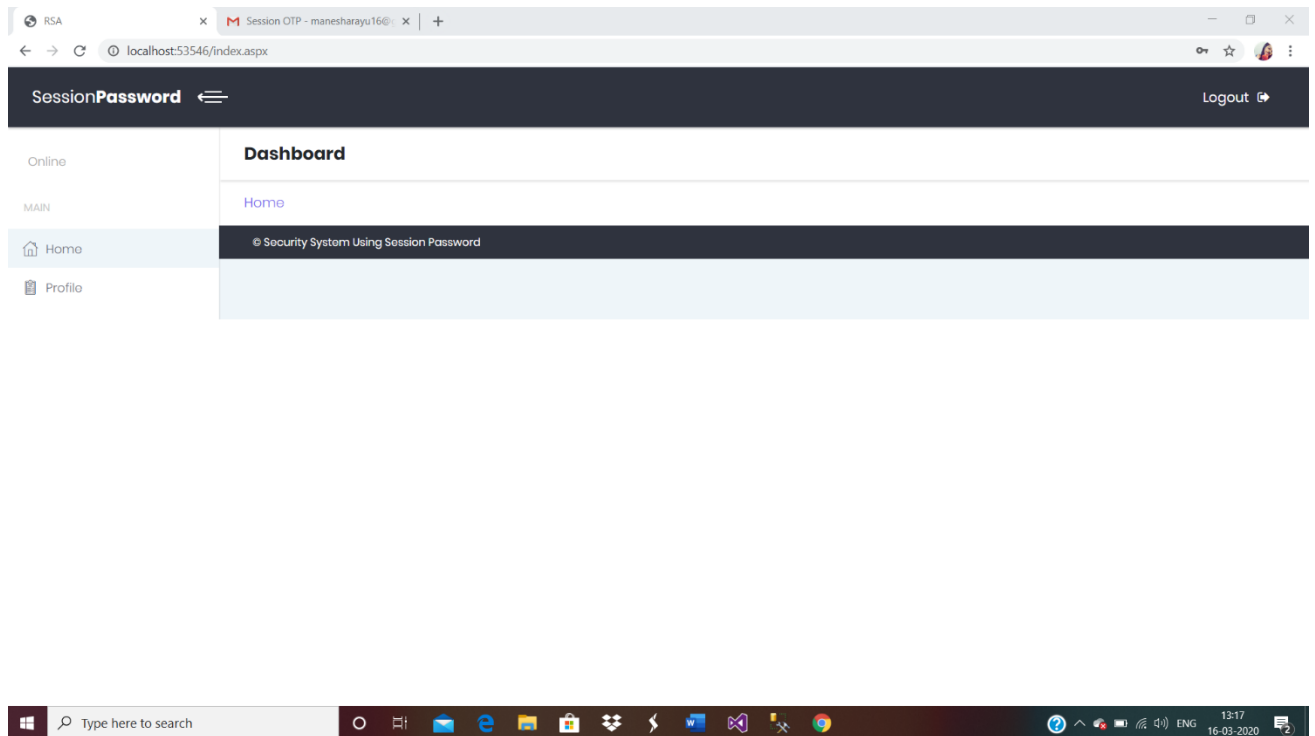 RSA
Session OTP - manesharayu16@
localhost:53546/index.aspx
SessionPassword
Logout
Online
Dashboard
MAIN
Home
Home
© Security System Using Session Password
Profile
Type here to search
ENG
13:17
16-03-2020
2